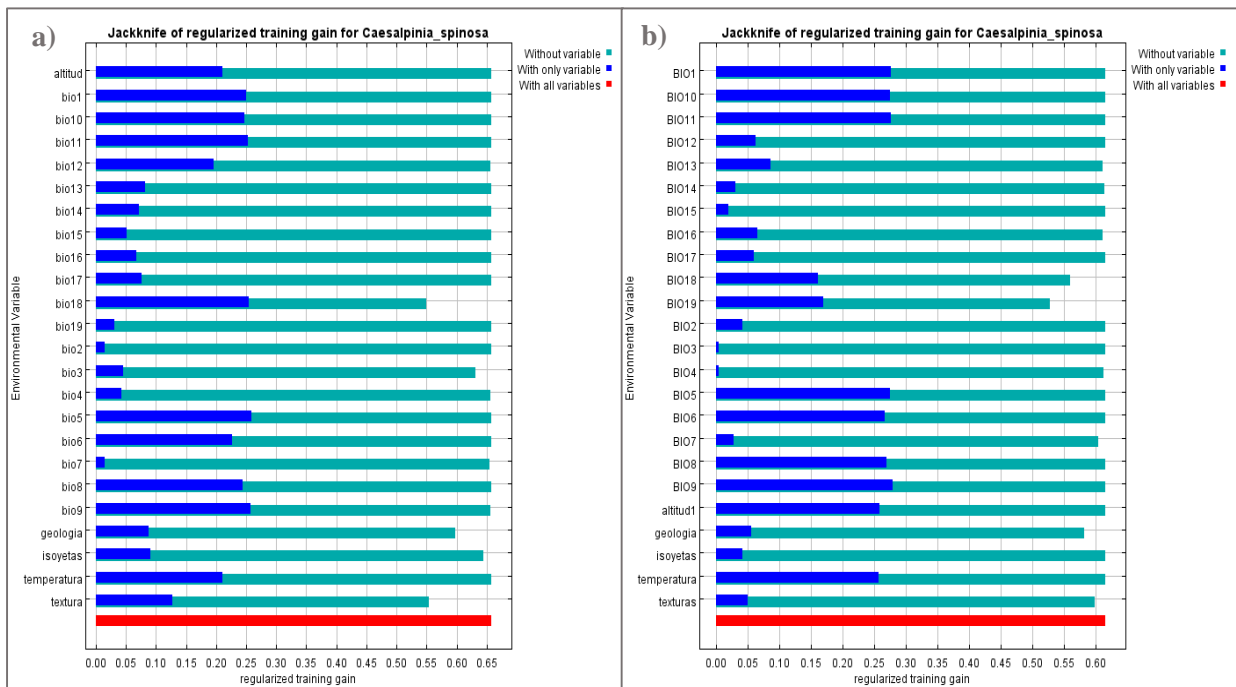 a)
Jackknife of regularized training gain for Caesalpinia_spinosa
Without variable
With only variable
With all variables
Environmental Variable
altitud
bio1
bio10
bio11
bio12
bio13
bio14
bio15
bio16
bio17
bio18
bio19
bio2
bio3
bio4
bio5
bio6
bio7
bio8
bio9
geologia
isoyetas
temperatura
textura
0.00 0.05 0.10 0.15 0.20 0.25 0.30 0.35 0.40 0.45 0.50 0.55 0.60 0.65
regularized training gain
b)
Jackknife of regularized training gain for Caesalpinia_spinosa
Without variable
With only variable
With all variables
Environmental Variable
BIO1
BIO10
BIO11
BIO12
BIO13
BIO14
BIO15
BIO16
BIO17
BIO18
BIO19
BIO2
BIO3
BIO4
BIO5
BIO6
BIO7
BIO8
BIO9
altitud1
geologia
isoyetas
temperatura
texturas
0.00 0.05 0.10 0.15 0.20 0.25 0.30 0.35 0.40 0.45 0.50 0.55 0.60
regularized training gain